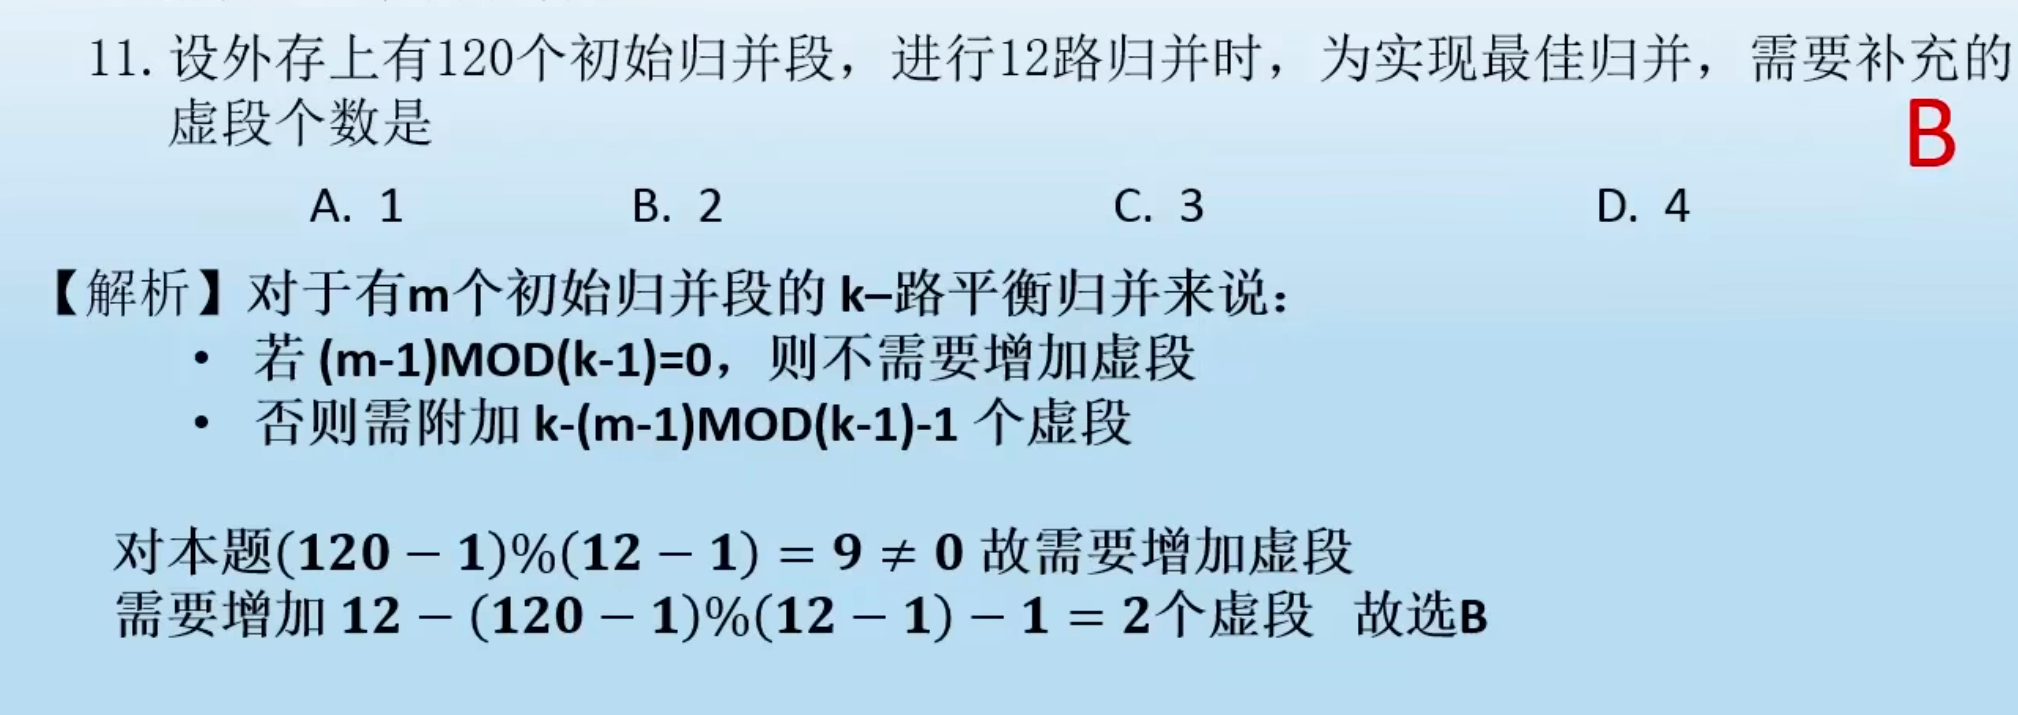 11. 设外存上有120个初始归并段，进行12路归并时，为实现最佳归并，需要补充的
虚段个数是
B
A. 1 B. 2 C. 3 D. 4
【解析】对于有m个初始归并段的 k–路平衡归并来说：
• 若 (m-1)MOD(k-1)=0，则不需要增加虚段
• 否则需附加 k-(m-1)MOD(k-1)-1 个虚段
对本题(120 − 1)%(12 − 1) = 9 ≠ 0 故需要增加虚段
需要增加 12 − (120 − 1)%(12 − 1) − 1 = 2个虚段 故选B